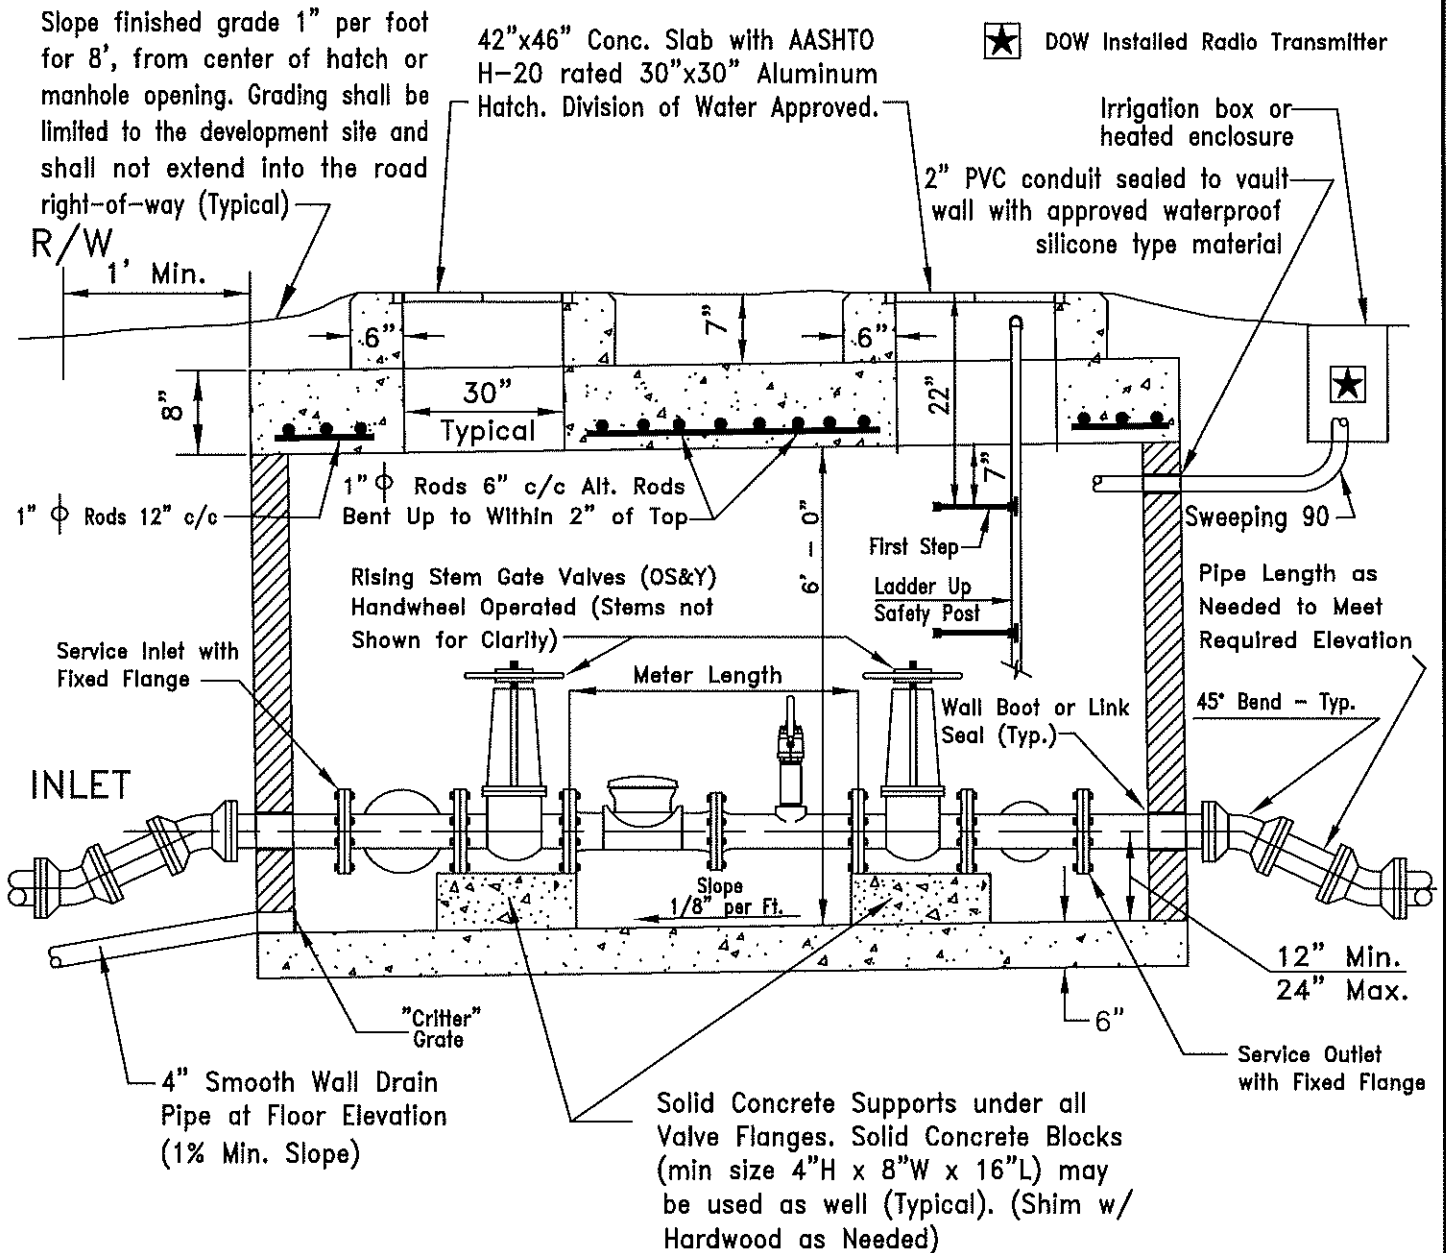 Slope finished grade 1" per foot
for 8', from center of hatch or
manhole opening. Grading shall be
limited to the development site and
shall not extend into the road
right-of-way (Typical)
42"x46" Conc. Slab with AASHTO
H-20 rated 30"x30" Aluminum
Hatch. Division of Water Approved.
DOW Installed Radio Transmitter
Irrigation box or
heated enclosure
2" PVC conduit sealed to vault
wall with approved waterproof
silicone type material
R/W
1' Min.
6"
7"
6"
8"
30"
Typical
22"
7"
1" ϕ Rods 12" c/c
1" ϕ Rods 6" c/c Alt. Rods
Bent Up to Within 2" of Top
6' - 0"
First Step
Sweeping 90
Ladder Up
Safety Post
Rising Stem Gate Valves (OS&Y)
Handwheel Operated (Stems not
Shown for Clarity)
Pipe Length as
Needed to Meet
Required Elevation
Service Inlet with
Fixed Flange
Meter Length
Wall Boot or Link
Seal (Typ.)
45° Bend - Typ.
INLET
Slope
1/8" per Ft.
12" Min.
24" Max.
6"
"Critter"
Grate
Service Outlet
with Fixed Flange
4" Smooth Wall Drain
Pipe at Floor Elevation
(1% Min. Slope)
Solid Concrete Supports under all
Valve Flanges. Solid Concrete Blocks
(min size 4"H x 8"W x 16"L) may
be used as well (Typical). (Shim w/
Hardwood as Needed)